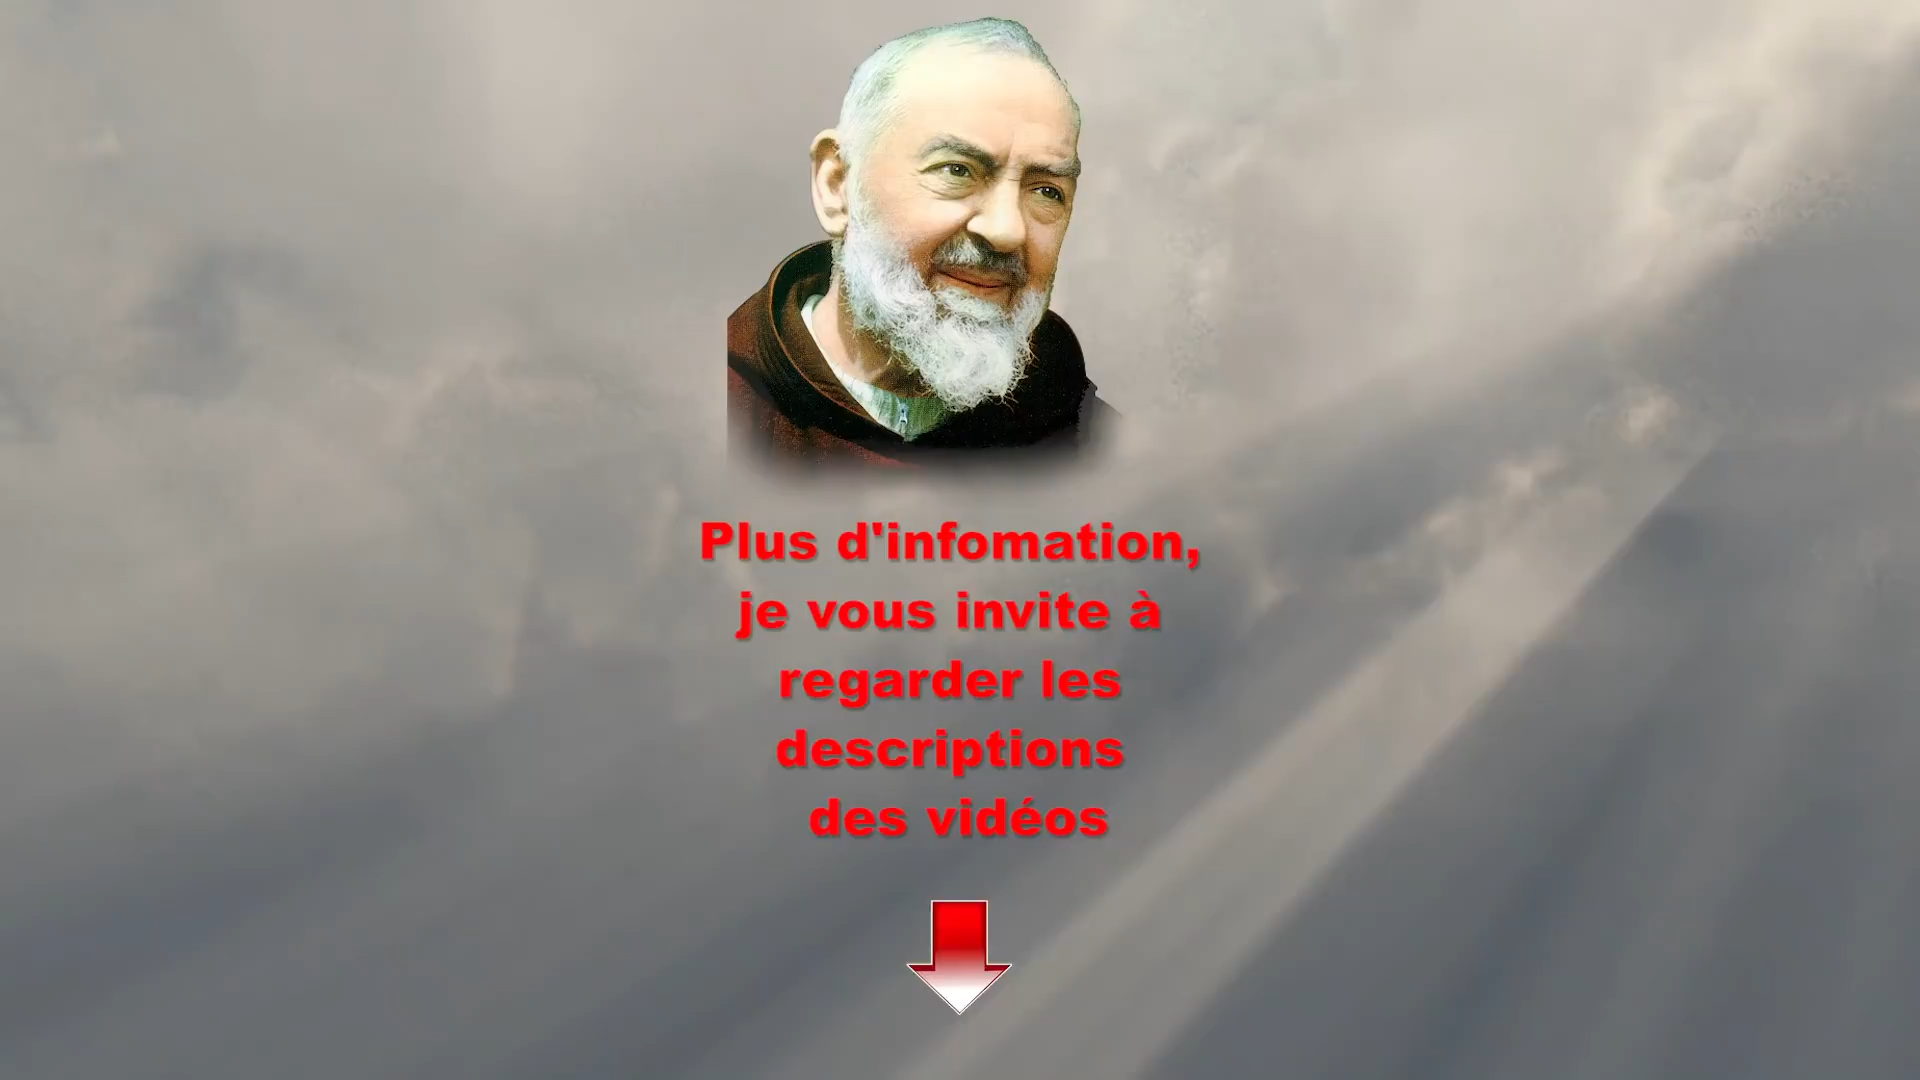 Plus d'infomation,
je vous invite à
regarder les
descriptions
des vidéos